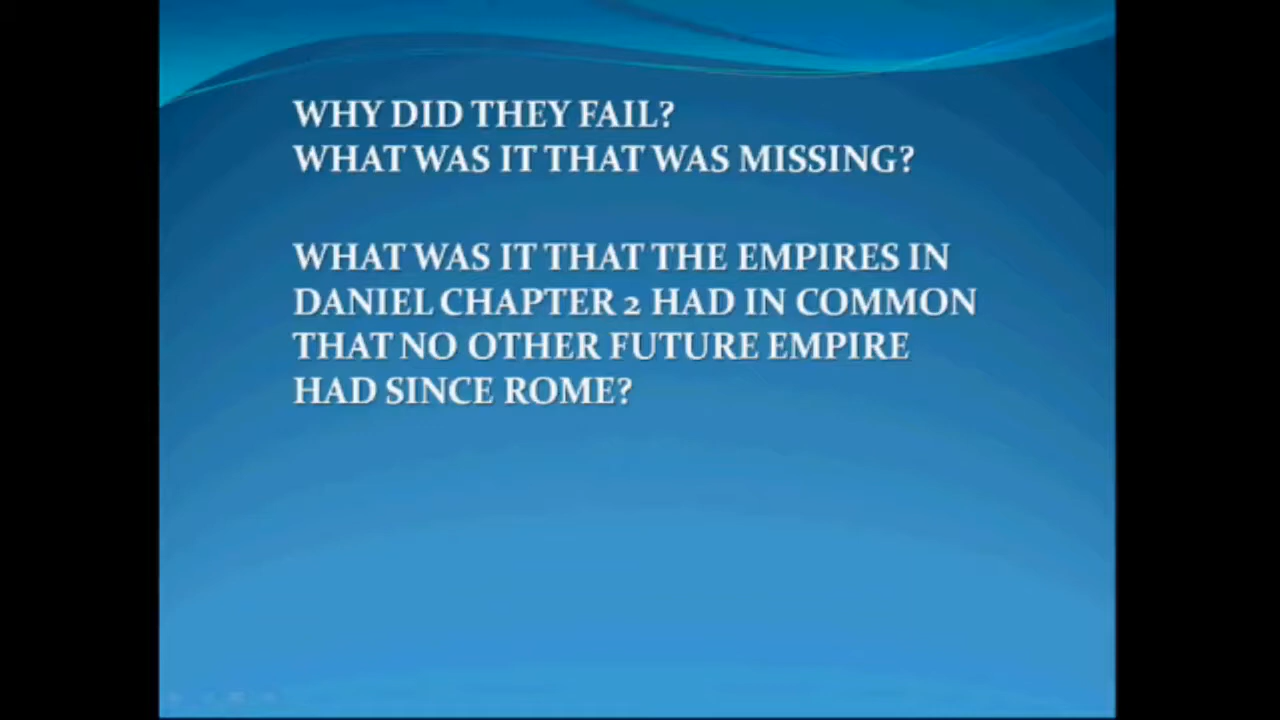 WHY DID THEY FAIL?
WHAT WAS IT THAT WAS MISSING?
WHAT WAS IT THAT THE EMPIRES IN
DANIEL CHAPTER 2 HAD IN COMMON
THAT NO OTHER FUTURE EMPIRE
HAD SINCE ROME?